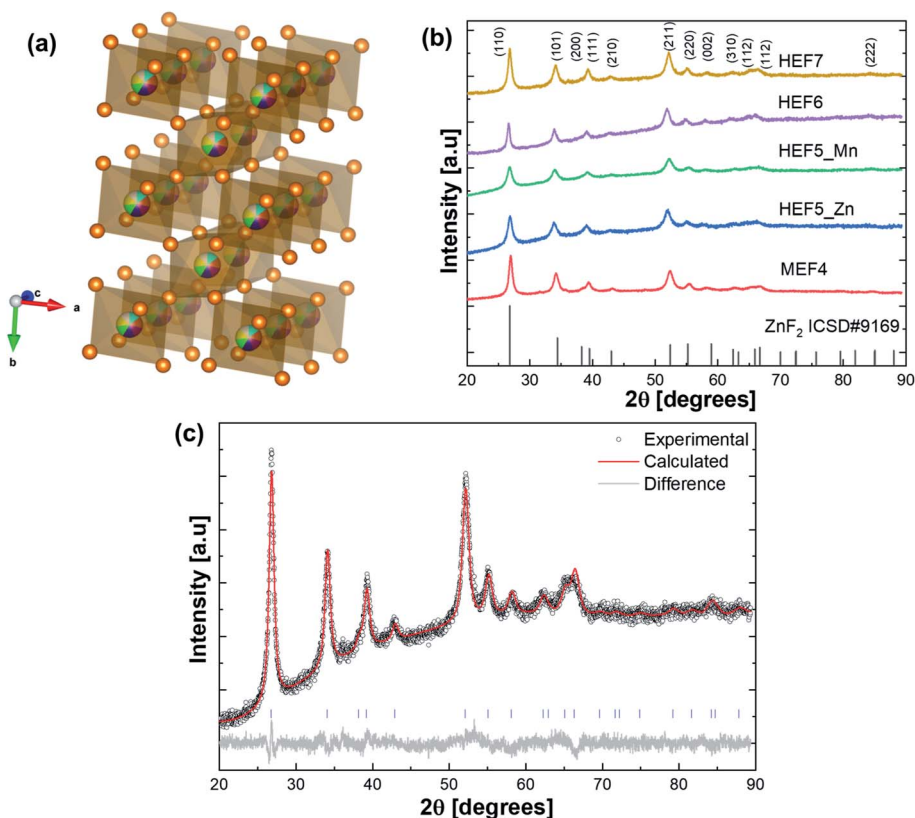 (a)
c
a
b
(b)
(110)
(101)
(200)
(111)
(210)
(211)
(220)
(002)
(310)
(112)
(112)
(222)
HEF7
HEF6
HEF5_Mn
HEF5_Zn
MEF4
ZnF2 ICSD#9169
Intensity [a.u]
20 30 40 50 60 70 80 90
2θ [degrees]
(c)
Experimental
Calculated
Difference
Intensity [a.u]
20 30 40 50 60 70 80 90
2θ [degrees]